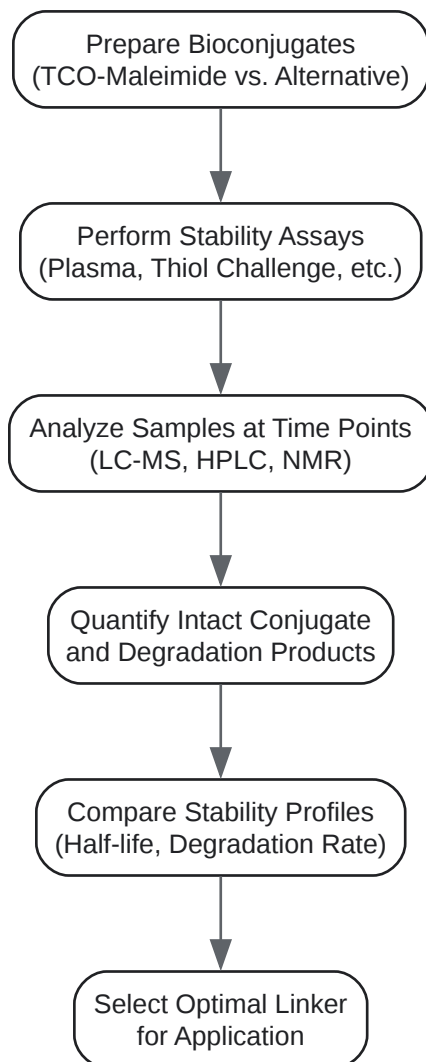 Prepare Bioconjugates
(TCO-Maleimide vs. Alternative)
Perform Stability Assays
(Plasma, Thiol Challenge, etc.)
Analyze Samples at Time Points
(LC-MS, HPLC, NMR)
Quantify Intact Conjugate
and Degradation Products
Compare Stability Profiles
(Half-life, Degradation Rate)
Select Optimal Linker
for Application